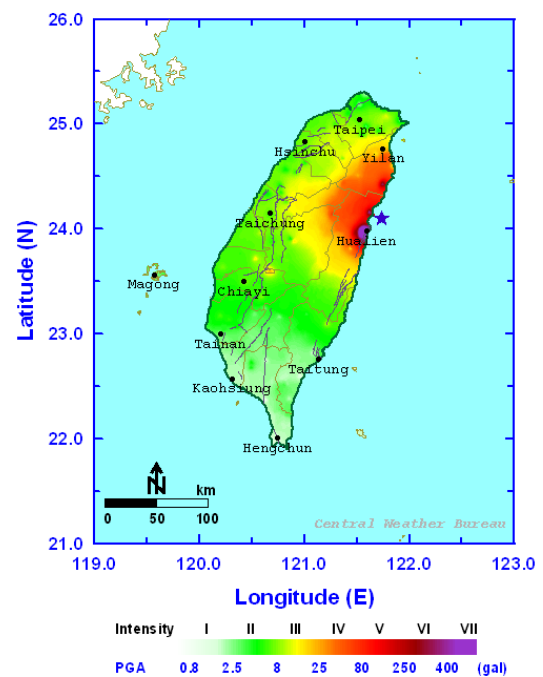 26.0
25.0
24.0
23.0
22.0
21.0
Latitude (N)
Taipei
Hsinchu
Yilan
Taichung
Hualien
Magong
Chiayi
Tainan
Taitung
Kaohsiung
Hengchun
N
km
0 50 100
Central Weather Bureau
119.0 120.0 121.0 122.0 123.0
Longitude (E)
Intensity I II III IV V VI VII
PGA 0.8 2.5 8 25 80 250 400 (gal)